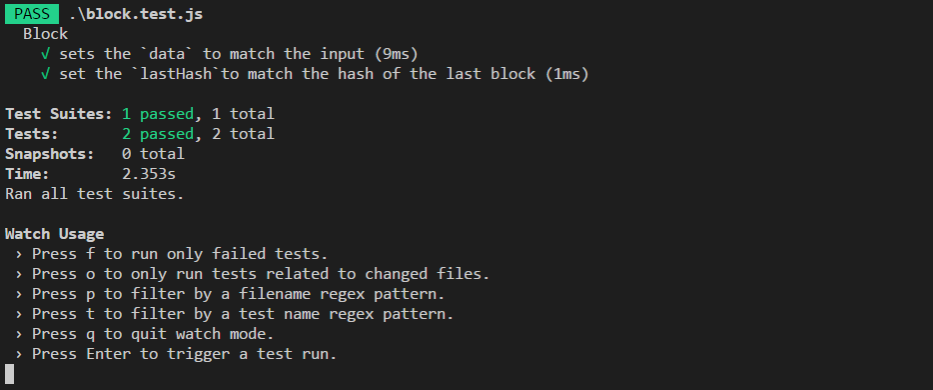 PASS .\block.test.js
Block
√ sets the `data` to match the input (9ms)
√ set the `lastHash`to match the hash of the last block (1ms)
Test Suites: 1 passed, 1 total
Tests: 2 passed, 2 total
Snapshots: 0 total
Time: 2.353s
Ran all test suites.
Watch Usage
› Press f to run only failed tests.
› Press o to only run tests related to changed files.
› Press p to filter by a filename regex pattern.
› Press t to filter by a test name regex pattern.
› Press q to quit watch mode.
› Press Enter to trigger a test run.